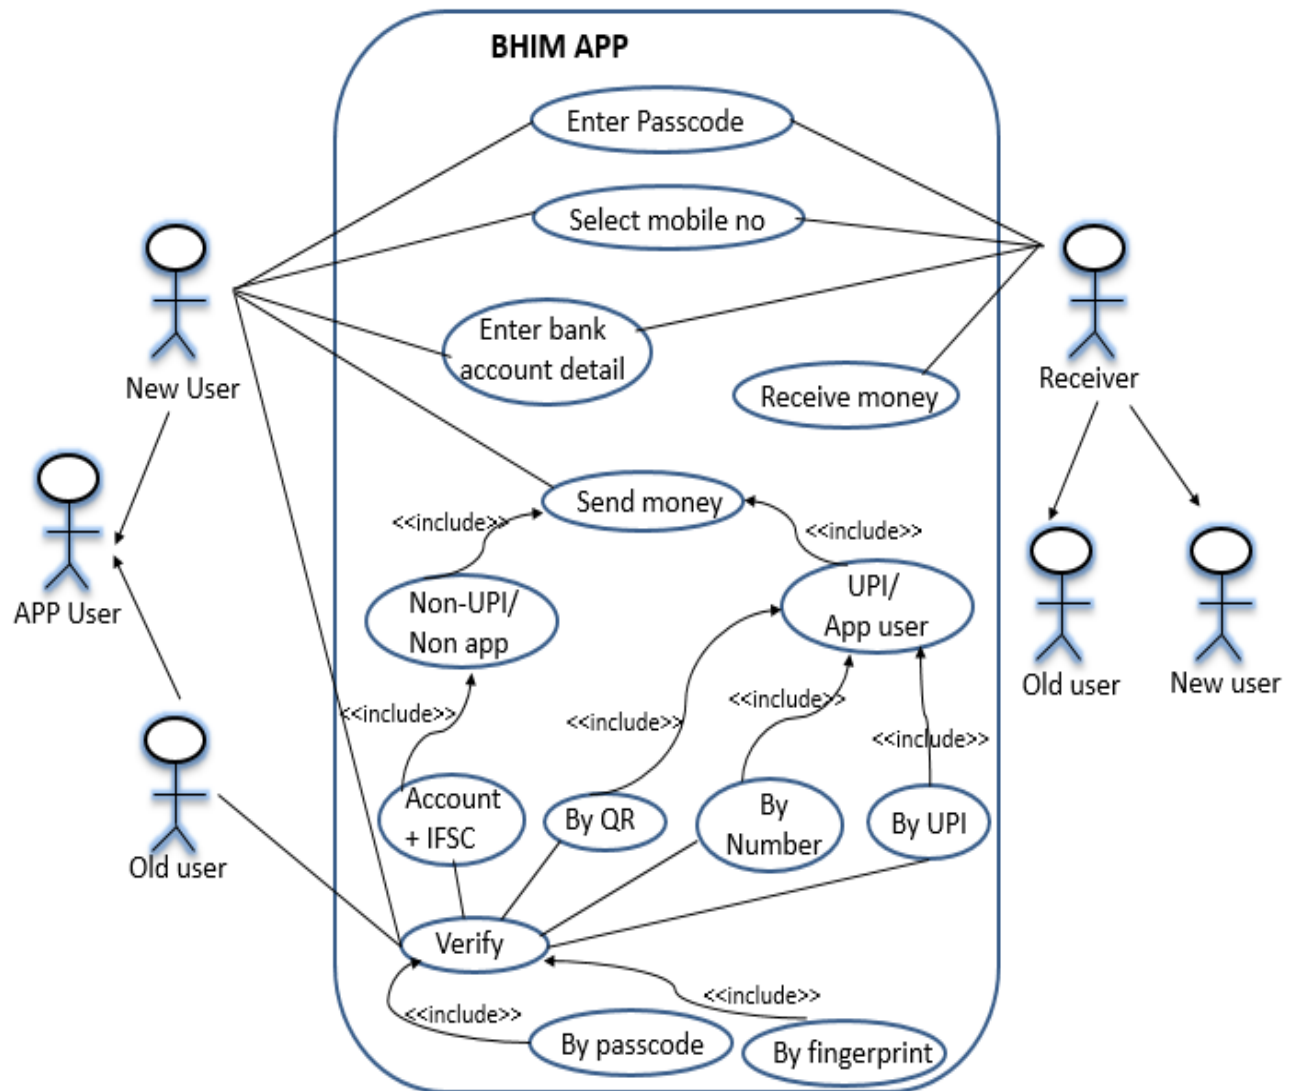 BHIM APP
Enter Passcode
Select mobile no
New User
Enter bank
account detail
Receive money
Receiver
Send money
<<include>>
<<include>>
APP User
Non-UPI/
Non app
UPI/
App user
Old user
New user
<<include>>
<<include>>
<<include>>
<<include>>
Old user
Account
+ IFSC
By QR
By
Number
By UPI
Verify
<<include>>
<<include>>
By passcode
By fingerprint